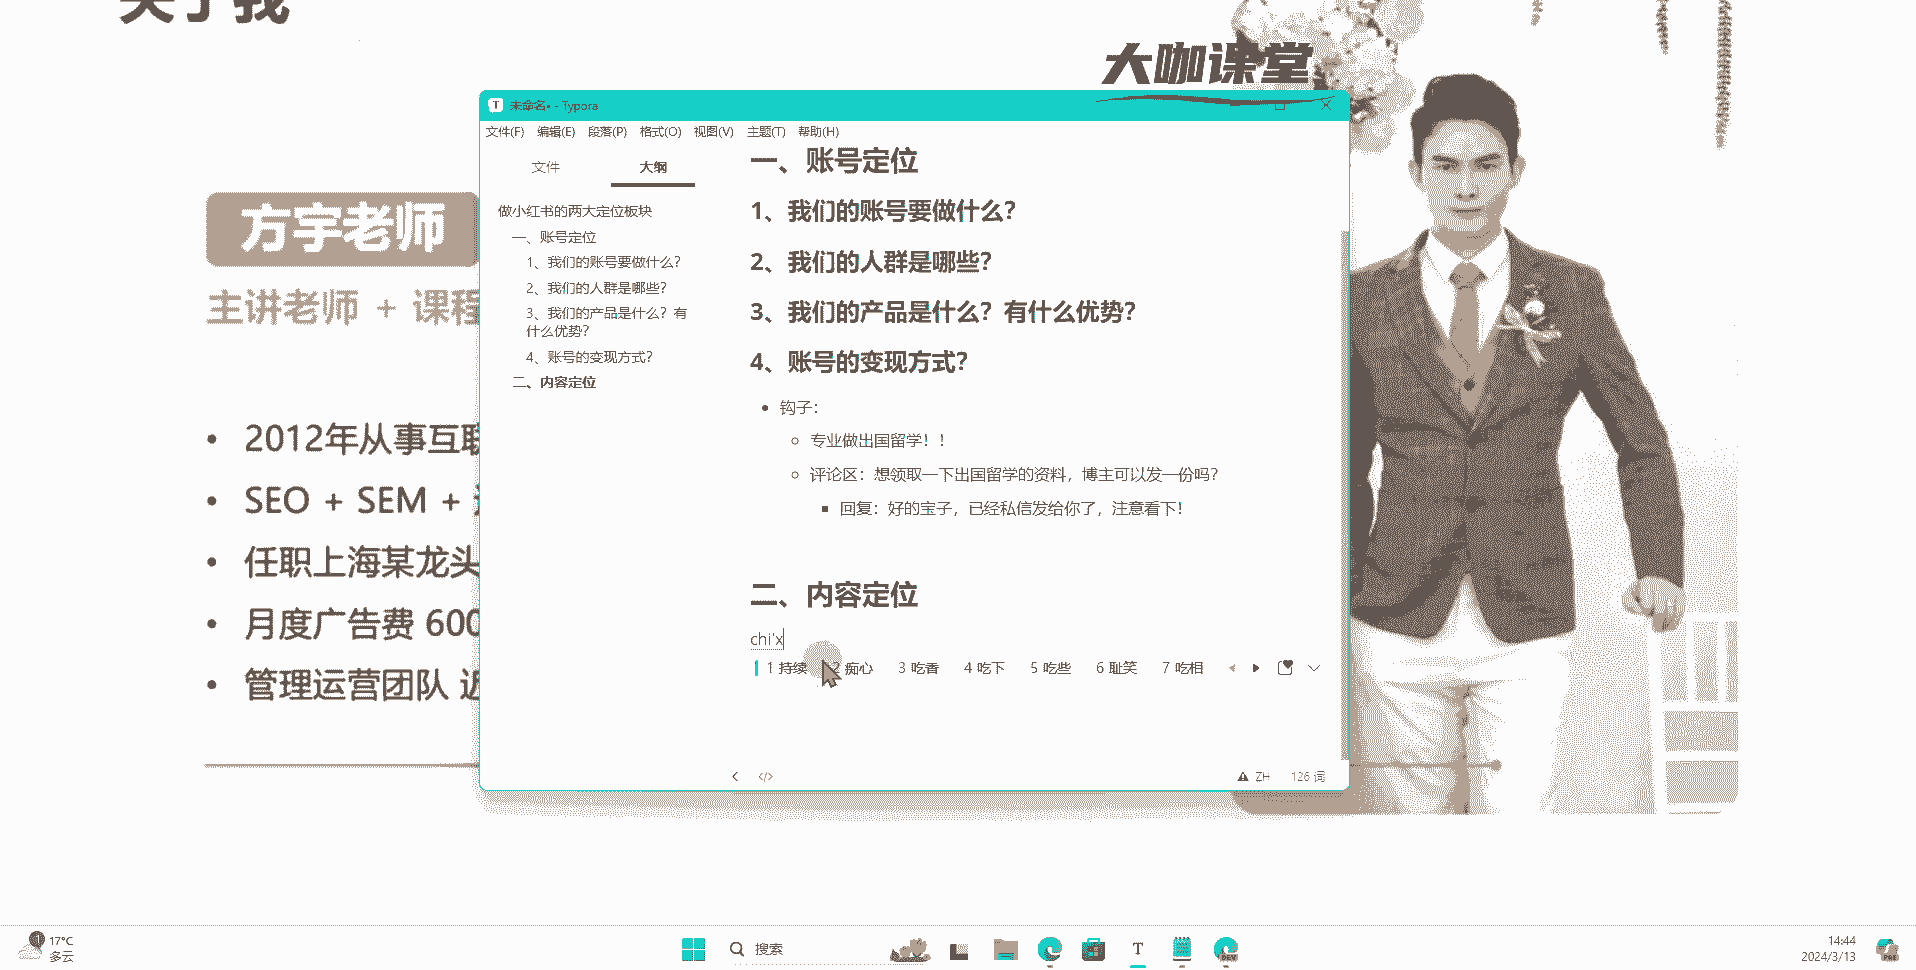 关于我
大咖课堂
方宇老师
主讲老师 + 课程
2012年从事互联
SEO + SEM +
任职上海某龙头
月度广告费 600
管理运营团队 近
T 未命名• - Typora
文件(F) 编辑(E) 段落(P) 格式(O) 视图(V) 主题(T) 帮助(H)
文件 大纲
做小红书的两大定位板块
一、账号定位
1、我们的账号要做什么？
2、我们的人群是哪些？
3、我们的产品是什么？有
什么优势？
4、账号的变现方式？
二、内容定位
一、账号定位
1、我们的账号要做什么？
2、我们的人群是哪些？
3、我们的产品是什么？有什么优势？
4、账号的变现方式？
钩子：
专业做出国留学！！
评论区：想领取一下出国留学的资料，博主可以发一份吗？
回复：好的宝子，已经私信发给你了，注意看下！
二、内容定位
chi'x
1 持续 2 痴心 3 吃香 4 吃下 5 吃些 6 耻笑 7 吃相
</> ZH 126 词
1 17°C
多云
搜索
T
DEV
14:44
2024/3/13
PRE